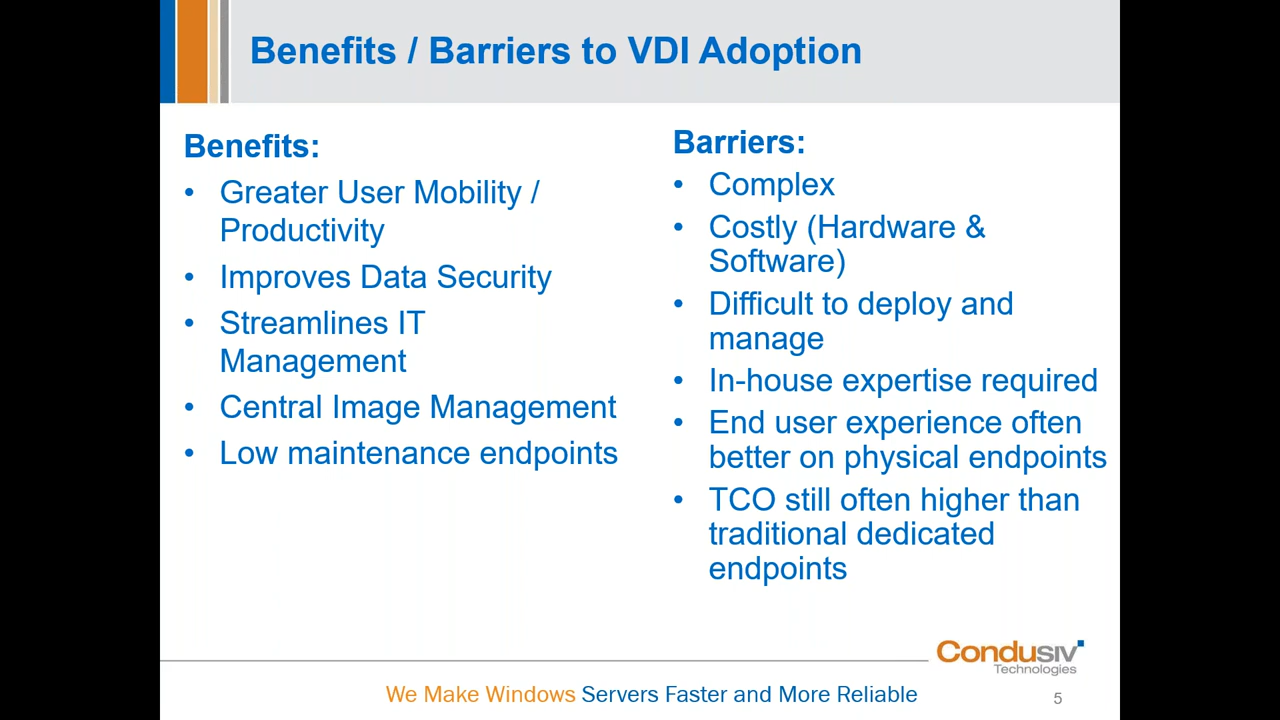 Benefits / Barriers to VDI Adoption
Benefits:
• Greater User Mobility /
Productivity
• Improves Data Security
• Streamlines IT
Management
• Central Image Management
• Low maintenance endpoints
Barriers:
• Complex
• Costly (Hardware &
Software)
• Difficult to deploy and
manage
• In-house expertise required
• End user experience often
better on physical endpoints
• TCO still often higher than
traditional dedicated
endpoints
Condusiv
Technologies
We Make Windows Servers Faster and More Reliable
5